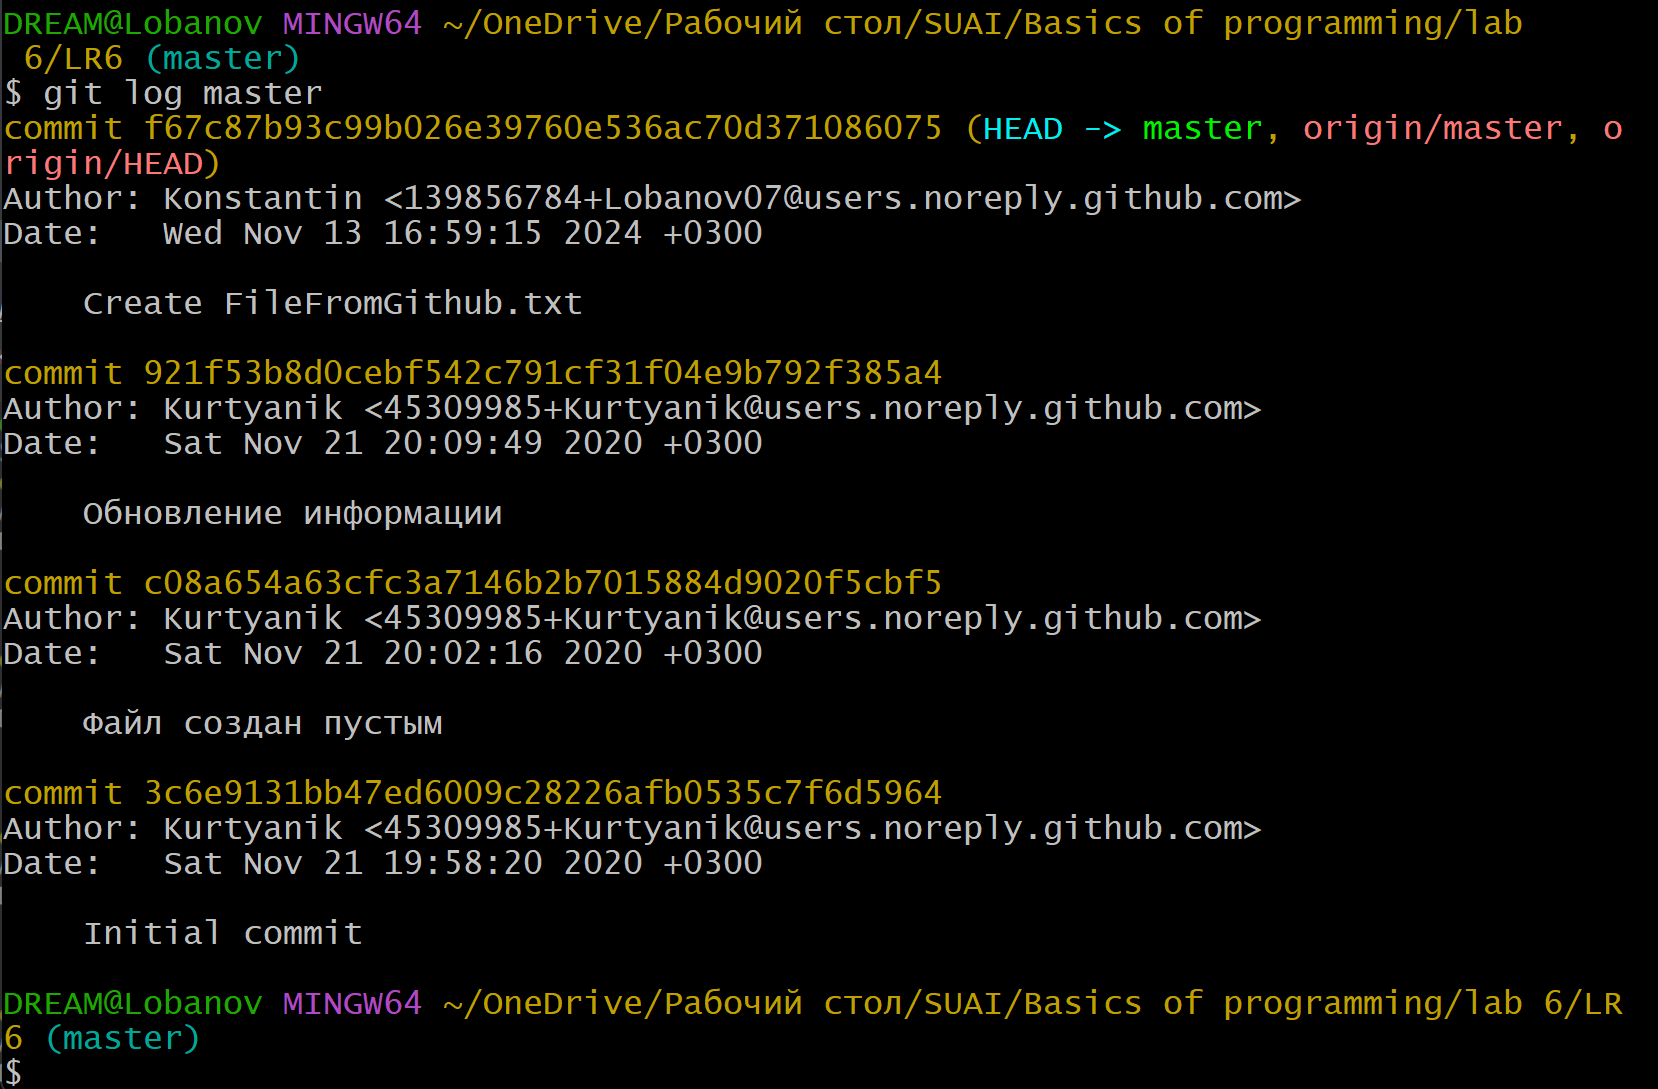 DREAM@Lobanov MINGW64 ~/OneDrive/Рабочий стол/SUAI/Basics of programming/lab
 6/LR6 (master)
$ git log master
commit f67c87b93c99b026e39760e536ac70d371086075 (HEAD -> master, origin/master, o
rigin/HEAD)
Author: Konstantin <139856784+Lobanov07@users.noreply.github.com>
Date:   Wed Nov 13 16:59:15 2024 +0300
    Create FileFromGithub.txt
commit 921f53b8d0cebf542c791cf31f04e9b792f385a4
Author: Kurtyanik <45309985+Kurtyanik@users.noreply.github.com>
Date:   Sat Nov 21 20:09:49 2020 +0300
    Обновление информации
commit c08a654a63cfc3a7146b2b7015884d9020f5cbf5
Author: Kurtyanik <45309985+Kurtyanik@users.noreply.github.com>
Date:   Sat Nov 21 20:02:16 2020 +0300
    Файл создан пустым
commit 3c6e9131bb47ed6009c28226afb0535c7f6d5964
Author: Kurtyanik <45309985+Kurtyanik@users.noreply.github.com>
Date:   Sat Nov 21 19:58:20 2020 +0300
    Initial commit
DREAM@Lobanov MINGW64 ~/OneDrive/Рабочий стол/SUAI/Basics of programming/lab 6/LR
6 (master)
$